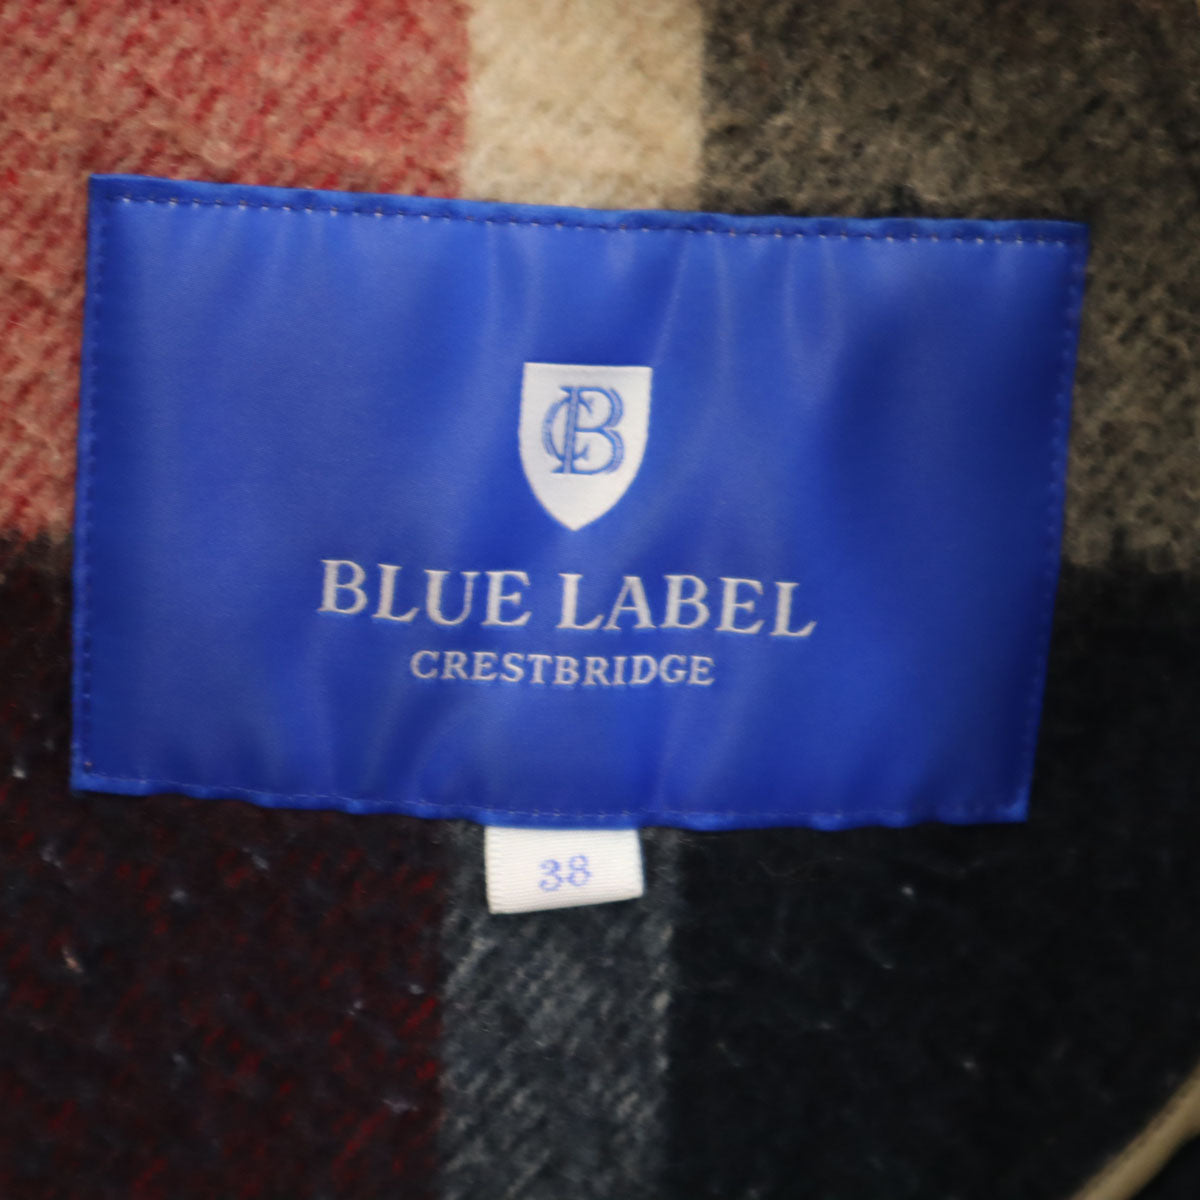 CB
BLUE LABEL
CRESTBRIDGE
38